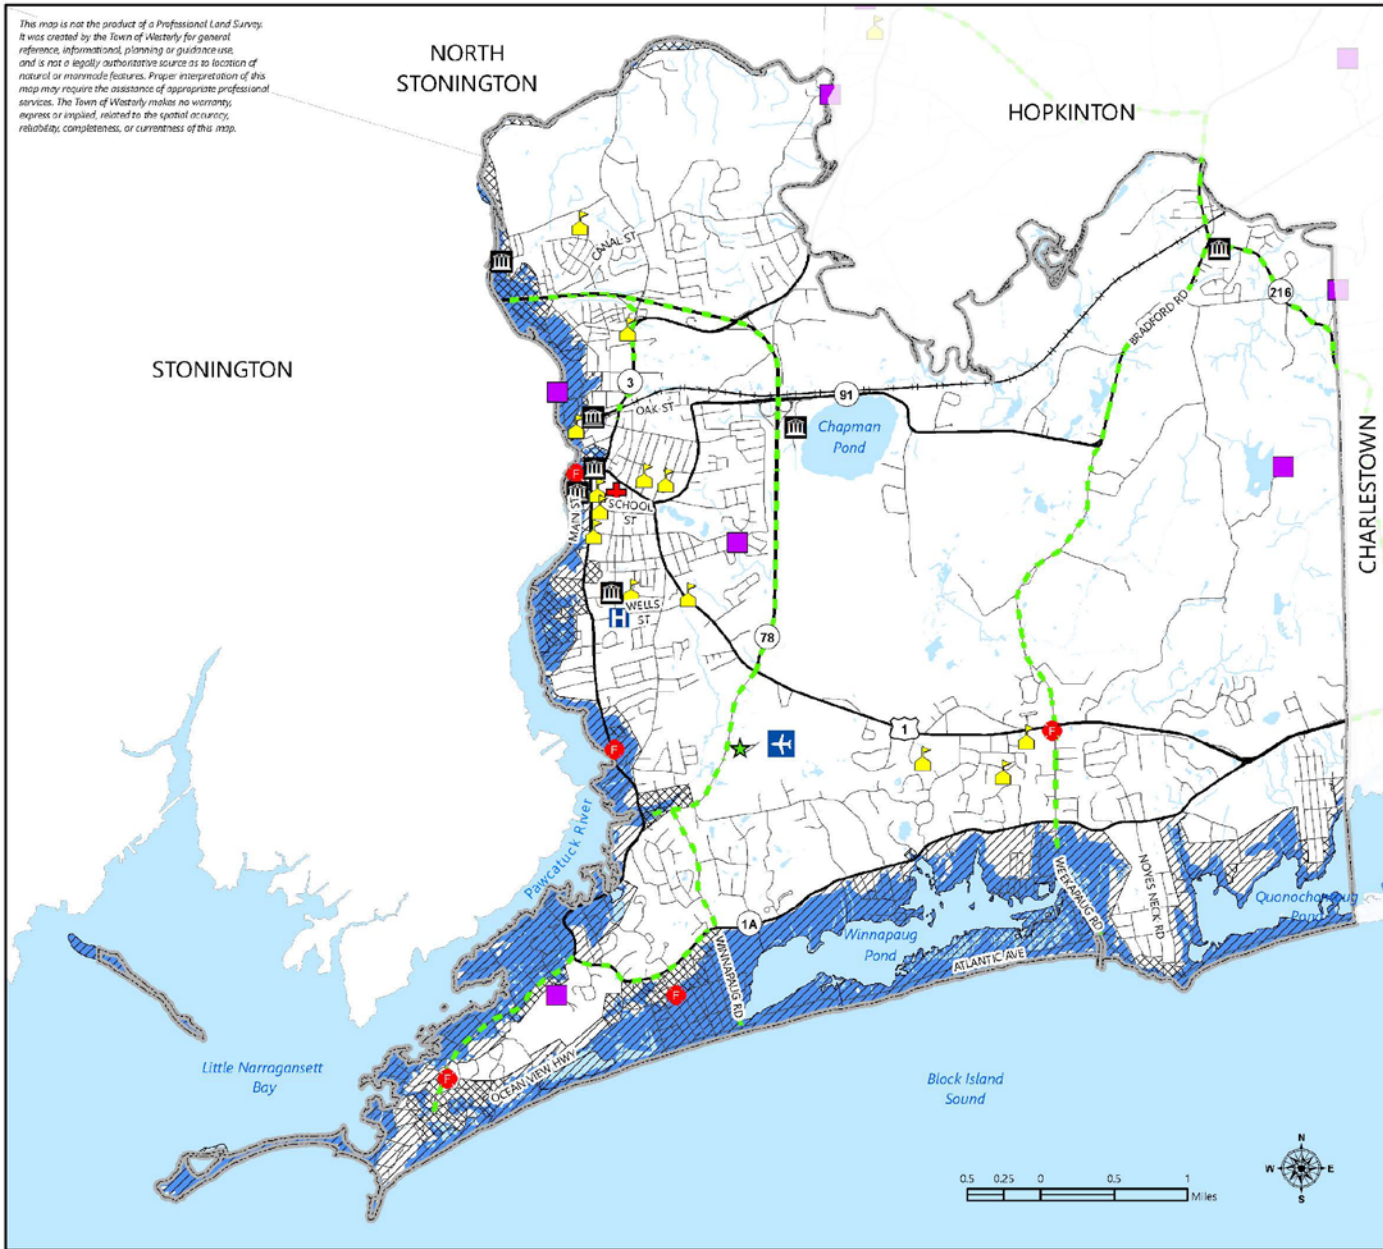 This map is not the product of a Professional Land Survey.
It was created by the Town of Westerly for general
reference, informational, planning or guidance use,
and is not a legally authoritative source as to location of
natural or manmade features. Proper interpretation of this
map may require the assistance of appropriate professional
services. The Town of Westerly makes no warranty,
express or implied, related to the spatial accuracy,
reliability, completeness, or currentness of this map.
NORTH
STONINGTON
HOPKINTON
STONINGTON
CHARLESTOWN
CANAL ST
BRADFORD RD
216
3
OAK ST
91
Chapman
Pond
F
MAIN ST
SCHOOL
ST
WELLS
ST
H
78
1
F
F
Pawcatuck River
WEEKAPAUG RD
NOYES NECK RD
Quonochontaug
Pond
1A
WINNAPAUG RD
Winnapaug
Pond
ATLANTIC AVE
F
F
OCEAN VIEW HWY
Little Narragansett
Bay
Block Island
Sound
N
W E
S
0.5 0.25 0 0.5 1
Miles